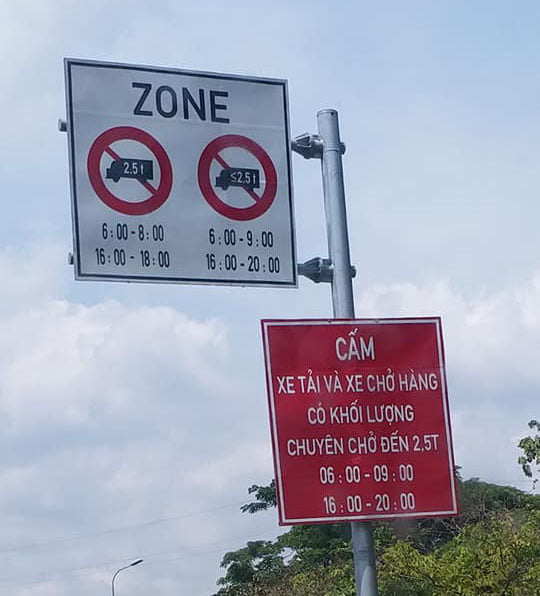 ZONE
2,5 t
≤2,5 t
6:00 - 8:00
16:00 - 18:00
6:00 - 9:00
16:00 - 20:00
CẤM
XE TẢI VÀ XE CHỞ HÀNG
CÓ KHỐI LƯỢNG
CHUYÊN CHỞ ĐẾN 2,5T
06:00 - 09:00
16:00 - 20:00